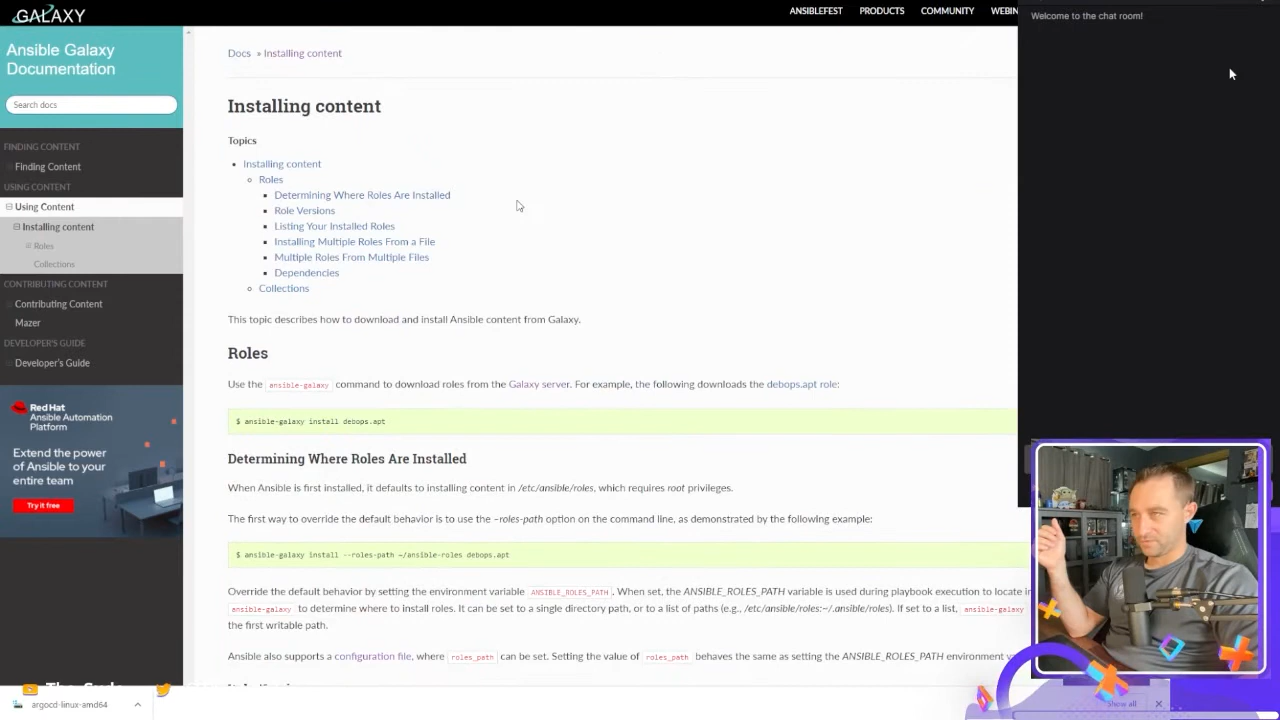 GALAXY
ANSIBLEFEST PRODUCTS COMMUNITY WEBIN
Welcome to the chat room!
Ansible Galaxy
Documentation
Search docs
FINDING CONTENT
Finding Content
USING CONTENT
Using Content
Installing content
Roles
Collections
CONTRIBUTING CONTENT
Contributing Content
Mazer
DEVELOPER'S GUIDE
Developer's Guide
Red Hat
Ansible Automation
Platform
Extend the power
of Ansible to your
entire team
Try it free
Docs » Installing content
Installing content
Topics
Installing content
Roles
Determining Where Roles Are Installed
Role Versions
Listing Your Installed Roles
Installing Multiple Roles From a File
Multiple Roles From Multiple Files
Dependencies
Collections
This topic describes how to download and install Ansible content from Galaxy.
Roles
Use the ansible-galaxy command to download roles from the Galaxy server. For example, the following downloads the debops.apt role:
$ ansible-galaxy install debops.apt
Determining Where Roles Are Installed
When Ansible is first installed, it defaults to installing content in /etc/ansible/roles, which requires root privileges.
The first way to override the default behavior is to use the –roles-path option on the command line, as demonstrated by the following example:
$ ansible-galaxy install --roles-path ~/ansible-roles debops.apt
Override the default behavior by setting the environment variable ANSIBLE_ROLES_PATH. When set, the ANSIBLE_ROLES_PATH variable is used during playbook execution to locate i
ansible-galaxy to determine where to install roles. It can be set to a single directory path, or to a list of paths (e.g., /etc/ansible/roles:~/.ansible/roles). If set to a list, ansible-galaxy
the first writable path.
Ansible also supports a configuration file, where roles_path can be set. Setting the value of roles_path behaves the same as setting the ANSIBLE_ROLES_PATH environment v
argocd-linux-amd64
Show all